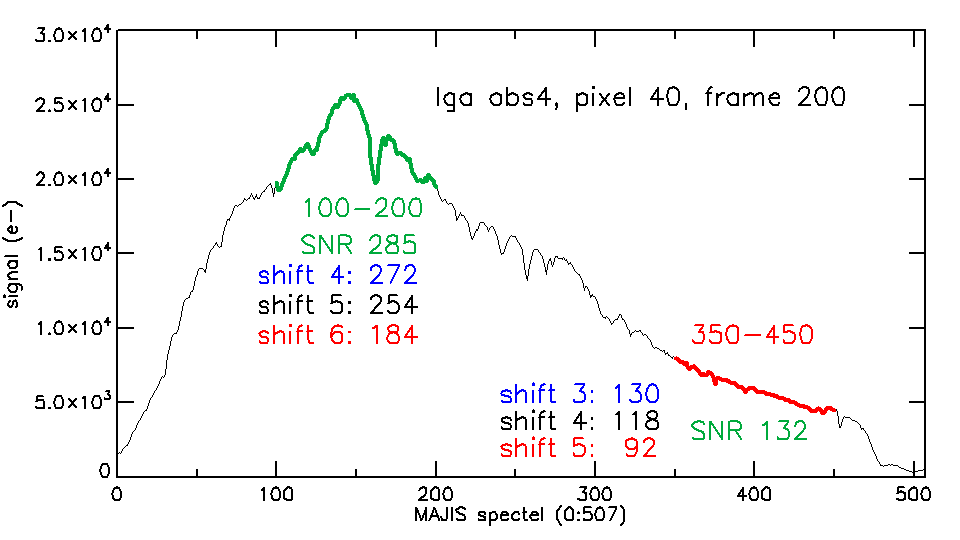 3.0×10⁴
lga abs4, pixel 40, frame 200
2.5×10⁴
2.0×10⁴
100−200
SNR 285
1.5×10⁴
shift 4: 272
shift 5: 254
shift 6: 184
1.0×10⁴
350−450
5.0×10³
shift 3: 130
shift 4: 118
shift 5: 92
SNR 132
0
signal (e−)
0 100 200 300 400 500
MAJIS spectel (0:507)